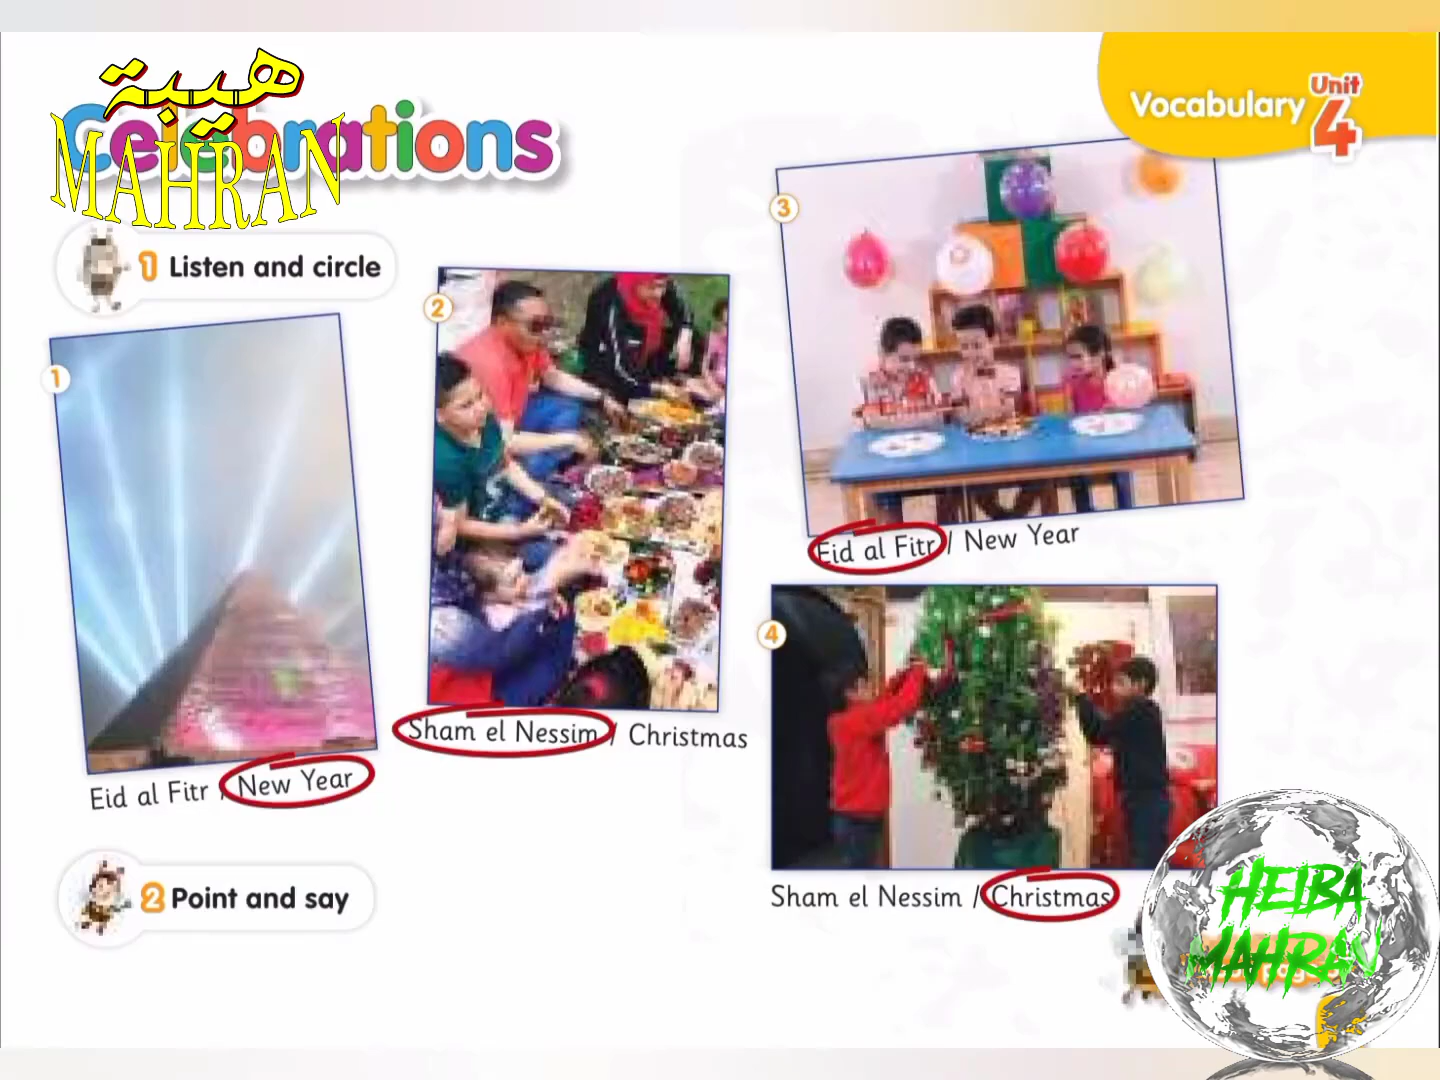 هيبة
MAHRAN
Celebrations
Vocabulary Unit 4
1 Listen and circle
1
Eid al Fitr / New Year
2
Sham el Nessim / Christmas
3
Eid al Fitr / New Year
4
Sham el Nessim / Christmas
2 Point and say
HEIBA
MAHRAN